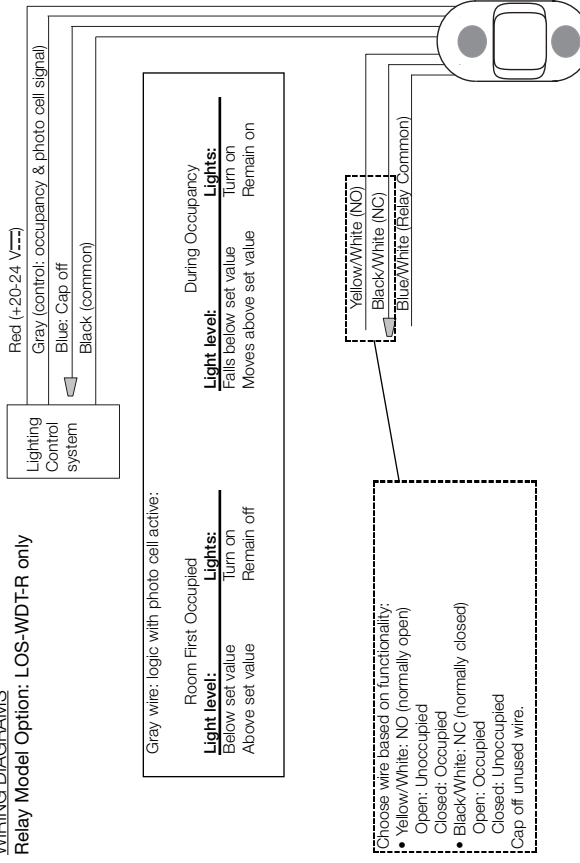 WIRING DIAGRAMS
Relay Model Option: LOS-WDT-R only
Lighting
Control
system
Red (+20-24 V⎓)
Gray (control: occupancy & photo cell signal)
Blue: Cap off
Black (common)
Gray wire: logic with photo cell active:
Room First Occupied
Light level: Lights:
Below set value Turn on
Above set value Remain off
During Occupancy
Light level: Lights:
Falls below set value Turn on
Moves above set value Remain on
Choose wire based on functionality:
• Yellow/White: NO (normally open)
Open: Unoccupied
Closed: Occupied
• Black/White: NC (normally closed)
Open: Occupied
Closed: Unoccupied
Cap off unused wire.
Yellow/White (NO)
Black/White (NC)
Blue/White (Relay Common)